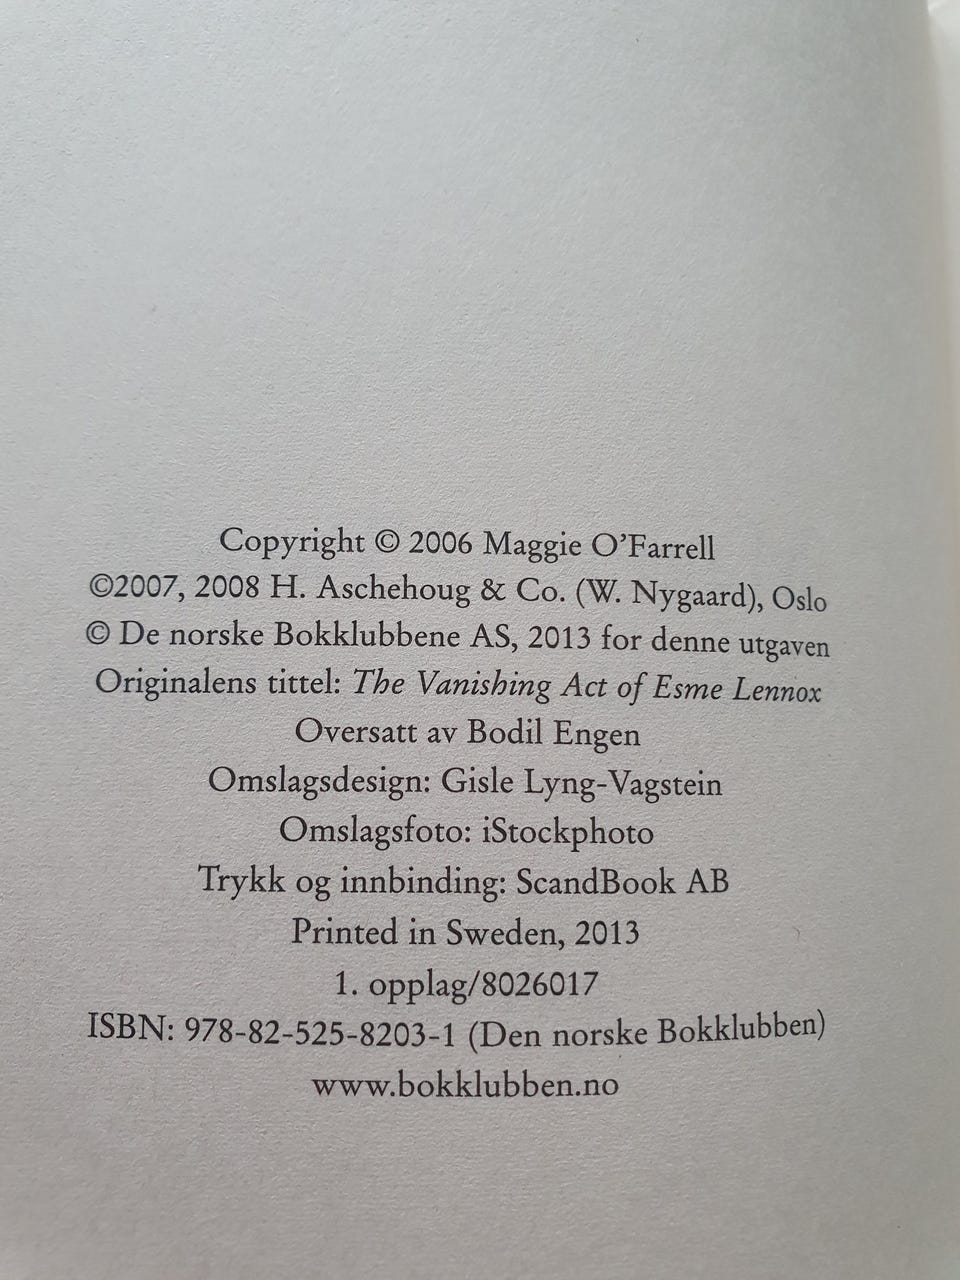 Copyright © 2006 Maggie O'Farrell
©2007, 2008 H. Aschehoug & Co. (W. Nygaard), Oslo
© De norske Bokklubbene AS, 2013 for denne utgaven
Originalens tittel: The Vanishing Act of Esme Lennox
Oversatt av Bodil Engen
Omslagsdesign: Gisle Lyng-Vagstein
Omslagsfoto: iStockphoto
Trykk og innbinding: ScandBook AB
Printed in Sweden, 2013
1. opplag/8026017
ISBN: 978-82-525-8203-1 (Den norske Bokklubben)
www.bokklubben.no